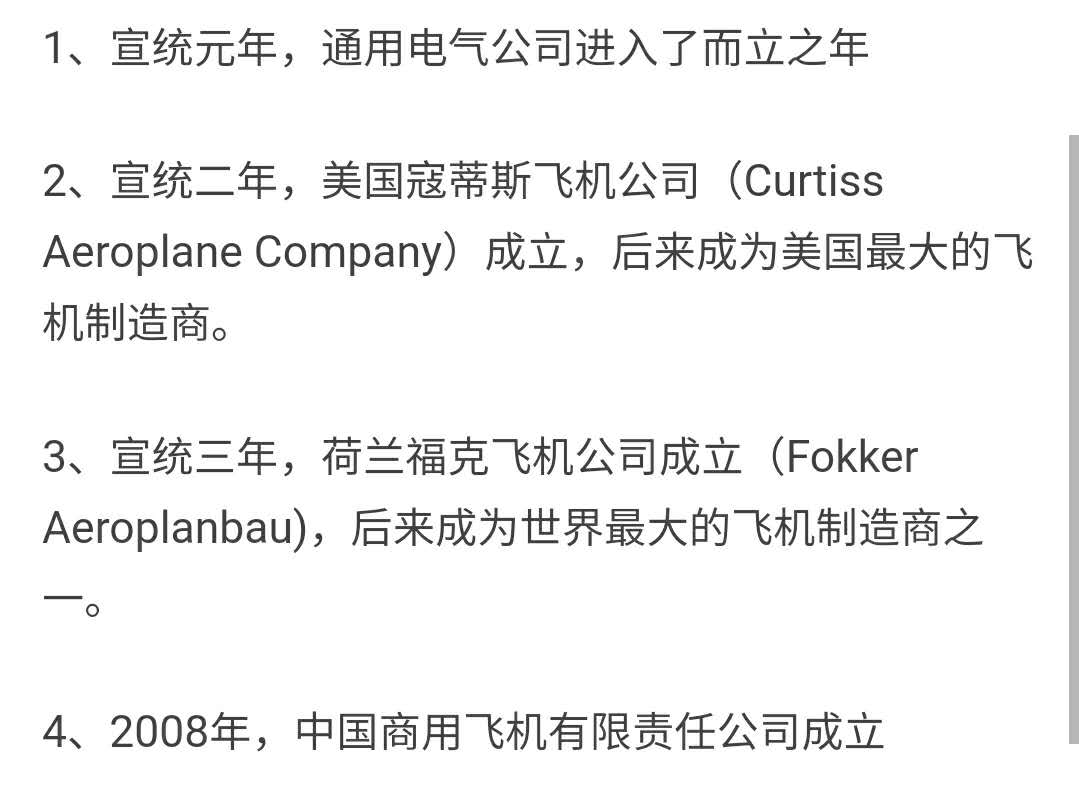 1、宣统元年，通用电气公司进入了而立之年
2、宣统二年，美国寇蒂斯飞机公司（Curtiss
Aeroplane Company）成立，后来成为美国最大的飞
机制造商。
3、宣统三年，荷兰福克飞机公司成立（Fokker
Aeroplanbau)，后来成为世界最大的飞机制造商之
一。
4、2008年，中国商用飞机有限责任公司成立